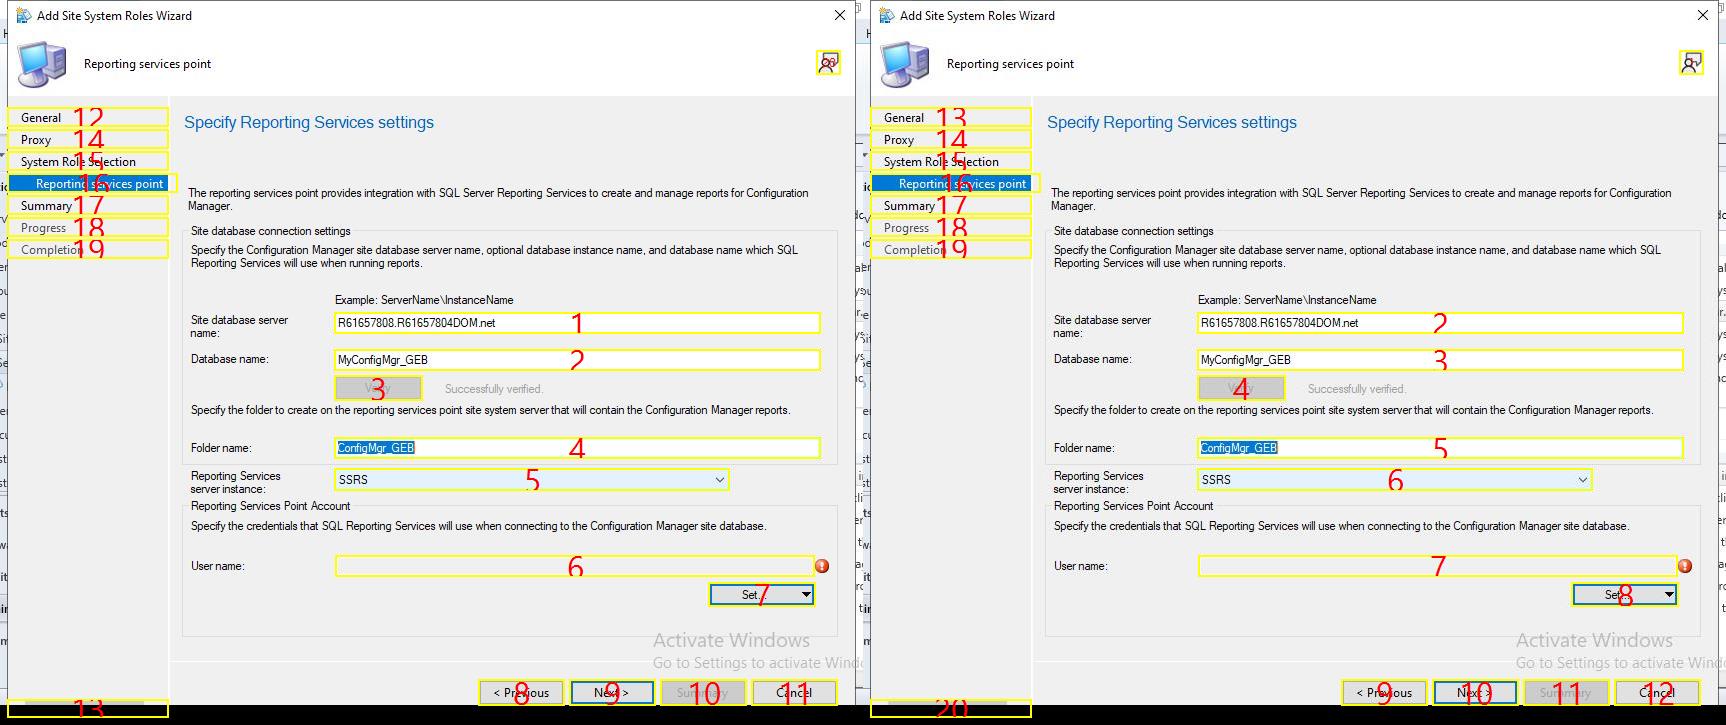 Add Site System Roles Wizard
Reporting services point
General 12
Proxy 14
System Role Selection 15
Reporting services point 16
Summary 17
Progress 18
Completion 19
13
Specify Reporting Services settings
The reporting services point provides integration with SQL Server Reporting Services to create and manage reports for Configuration
Manager.
Site database connection settings
Specify the Configuration Manager site database server name, optional database instance name, and database name which SQL
Reporting Services will use when running reports.
Example: ServerName\InstanceName
Site database server
name:
R61657808.R61657804DOM.net 1
Database name: MyConfigMgr_GEB 2
3 Successfully verified.
Specify the folder to create on the reporting services point site system server that will contain the Configuration Manager reports.
Folder name: ConfigMgr_GEB 4
Reporting Services
server instance:
SSRS 5
Reporting Services Point Account
Specify the credentials that SQL Reporting Services will use when connecting to the Configuration Manager site database.
User name: 6
Set... 7
Activate Windows
Go to Settings to activate Wind
< Previous 8
Next > 9
Summary 10
Cancel 11
Add Site System Roles Wizard
Reporting services point
General 13
Proxy 14
System Role Selection 15
Reporting services point 16
Summary 17
Progress 18
Completion 19
20
Specify Reporting Services settings
The reporting services point provides integration with SQL Server Reporting Services to create and manage reports for Configuration
Manager.
Site database connection settings
Specify the Configuration Manager site database server name, optional database instance name, and database name which SQL
Reporting Services will use when running reports.
Example: ServerName\InstanceName
Site database server
name:
R61657808.R61657804DOM.net 2
Database name: MyConfigMgr_GEB 3
4 Successfully verified.
Specify the folder to create on the reporting services point site system server that will contain the Configuration Manager reports.
Folder name: ConfigMgr_GEB 5
Reporting Services
server instance:
SSRS 6
Reporting Services Point Account
Specify the credentials that SQL Reporting Services will use when connecting to the Configuration Manager site database.
User name: 7
Set... 8
Activate Windows
Go to Settings to activate Wind
< Previous 9
Next > 10
Summary 11
Cancel 12